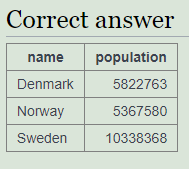 Correct answer
name population
Denmark 5822763
Norway 5367580
Sweden 10338368